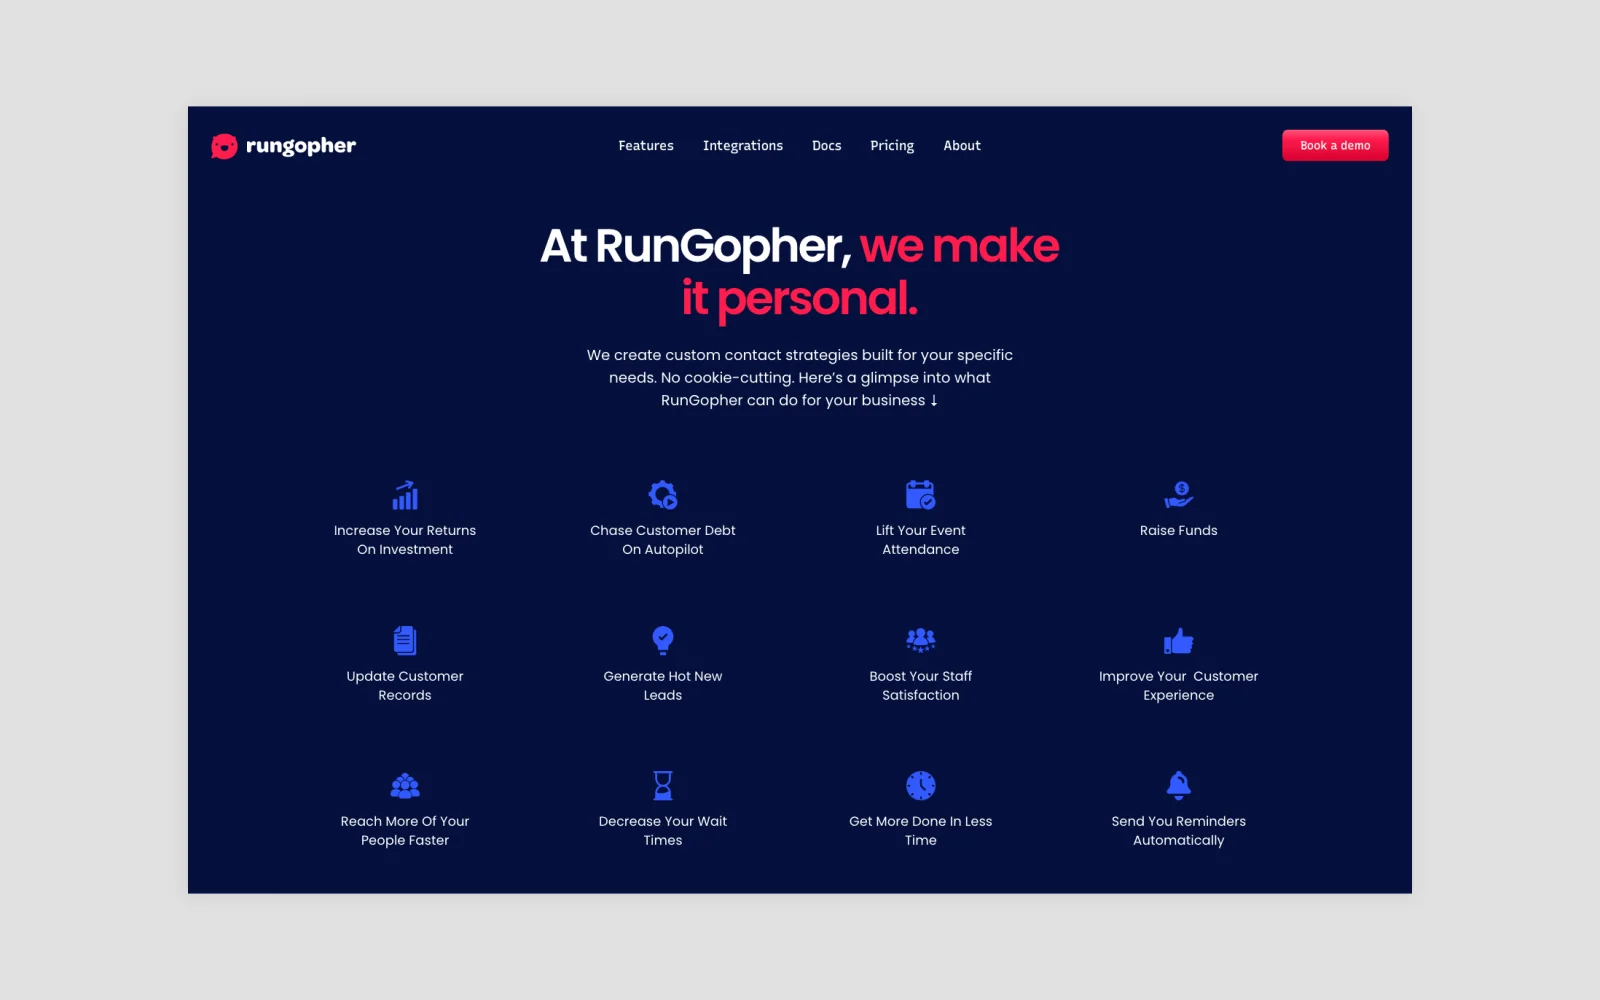 rungopher
Features Integrations Docs Pricing About
Book a demo
At RunGopher, we make
it personal.
We create custom contact strategies built for your specific
needs. No cookie-cutting. Here’s a glimpse into what
RunGopher can do for your business ↓
Increase Your Returns
On Investment
Chase Customer Debt
On Autopilot
Lift Your Event
Attendance
Raise Funds
Update Customer
Records
Generate Hot New
Leads
Boost Your Staff
Satisfaction
Improve Your  Customer
Experience
Reach More Of Your
People Faster
Decrease Your Wait
Times
Get More Done In Less
Time
Send You Reminders
Automatically